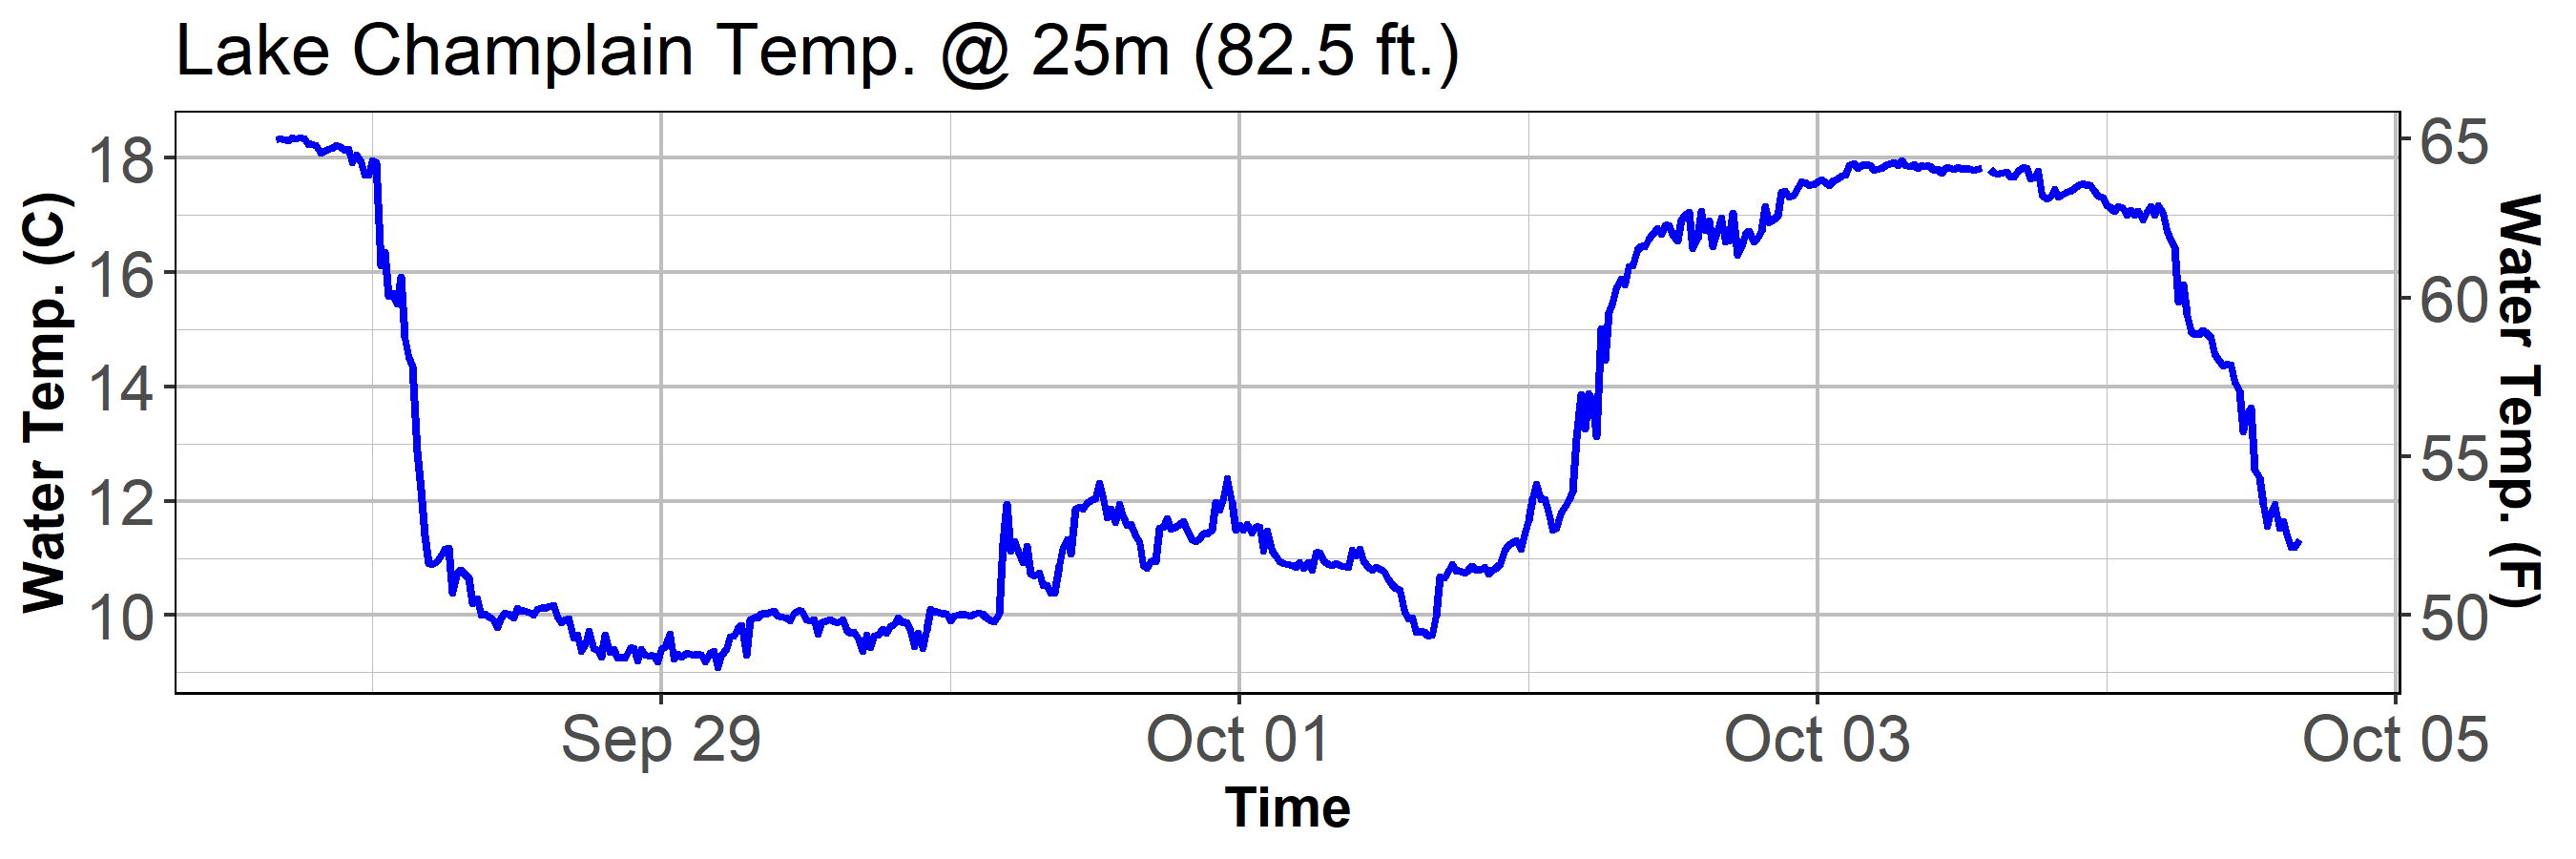 Lake Champlain Temp. @ 25m (82.5 ft.)
Water Temp. (C)
18
16
14
12
10
65
60
55
50
Water Temp. (F)
Sep 29
Oct 01
Oct 03
Oct 05
Time